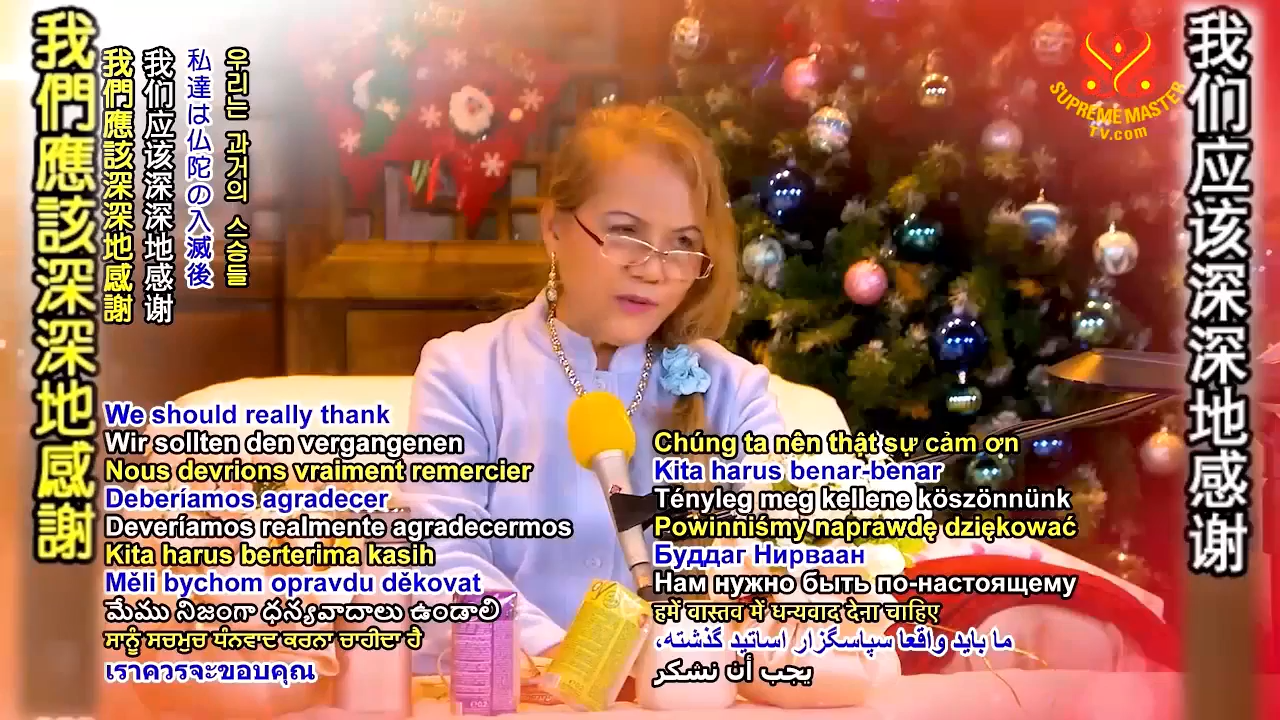 我們應該深深地感謝
我們應該深深地感謝
我们应该深深地感谢
私達は仏陀の入滅後
우리는 과거의 스승들
SUPREME MASTER
TV.com
我们应该深深地感谢
We should really thank
Wir sollten den vergangenen
Nous devrions vraiment remercier
Deberíamos agradecer
Deveríamos realmente agradecermos
Kita harus berterima kasih
Měli bychom opravdu děkovat
మేము నిజంగా ధన్యవాదాలు ఉండాలి
ਸਾਨੂੰ ਸਚਮੁਚ ਧੰਨਵਾਦ ਕਰਨਾ ਚਾਹੀਦਾ ਹੈ
เราควรจะขอบคุณ
Chúng ta nên thật sự cảm ơn
Kita harus benar-benar
Tényleg meg kellene köszönnünk
Powinniśmy naprawdę dziękować
Буддаг Нирваан
Нам нужно быть по-настоящему
हमें वास्तव में धन्यवाद देना चाहिए
ما باید واقعا سپاسگزار اساتید گذشته،
يجب أن نشكر